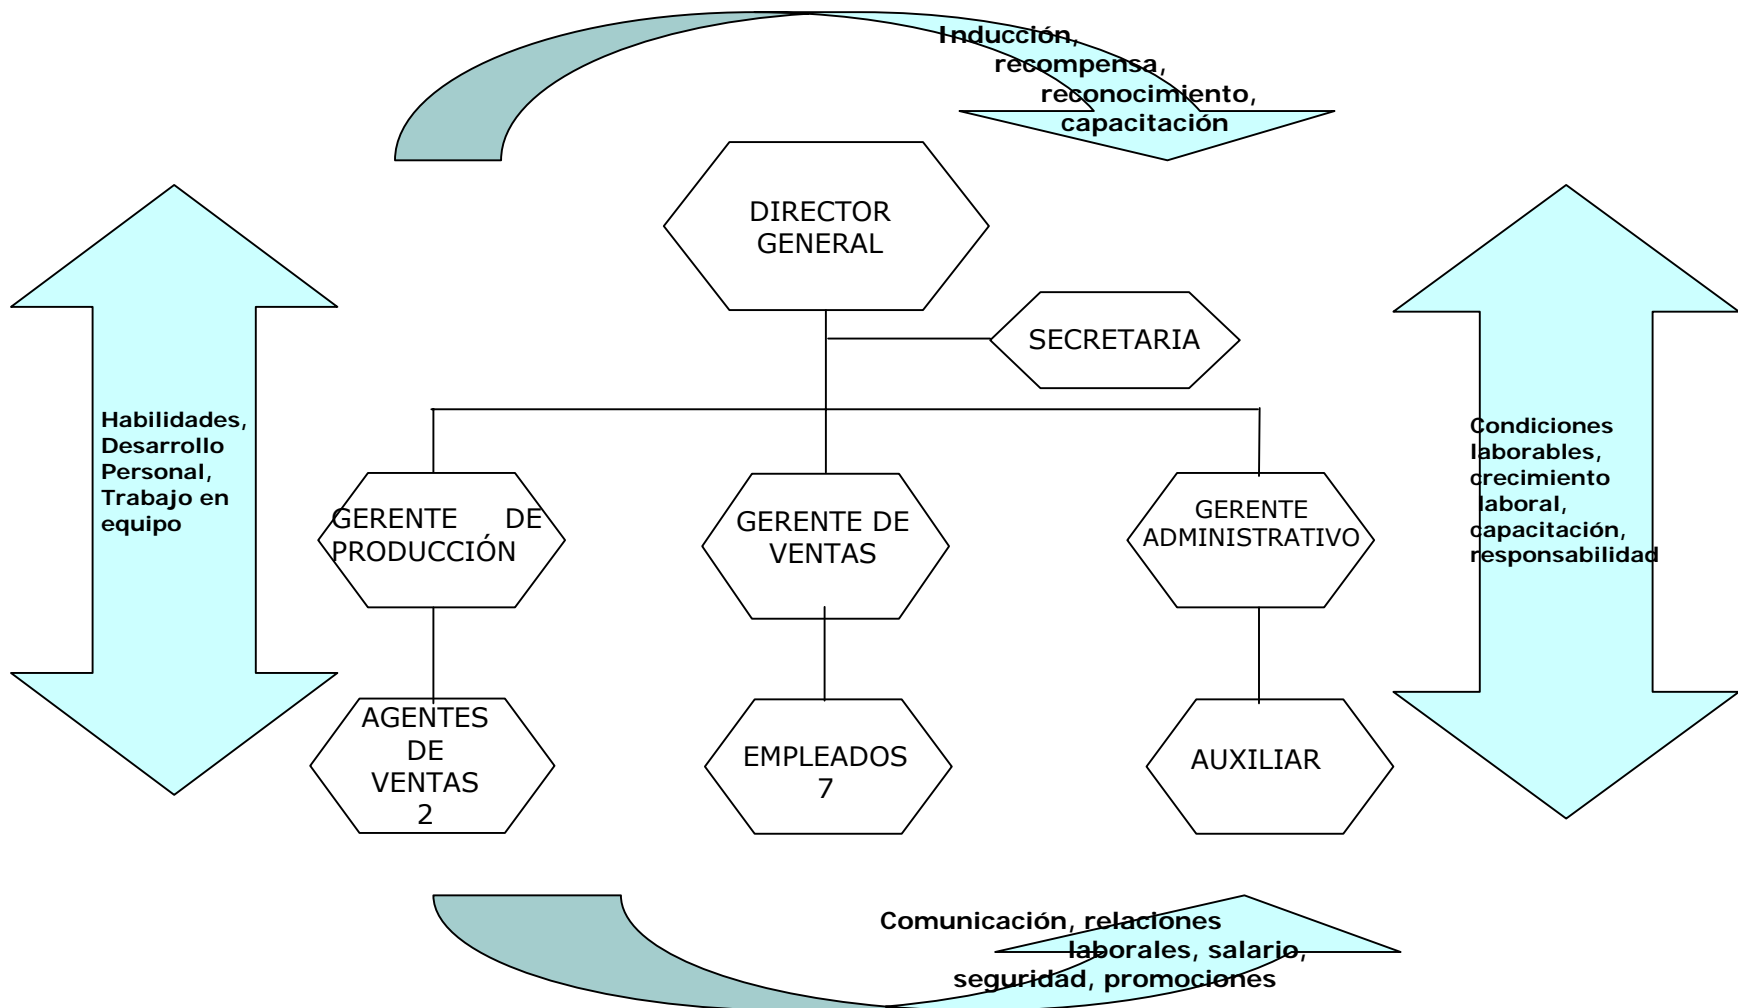 Inducción,
recompensa,
reconocimiento,
capacitación
DIRECTOR
GENERAL
SECRETARIA
Habilidades,
Desarrollo
Personal,
Trabajo en
equipo
Condiciones
laborables,
crecimiento
laboral,
capacitación,
responsabilidad
GERENTE DE
PRODUCCIÓN
GERENTE DE
VENTAS
GERENTE
ADMINISTRATIVO
AGENTES
DE
VENTAS
2
EMPLEADOS
7
AUXILIAR
Comunicación, relaciones
laborales, salario,
seguridad, promociones